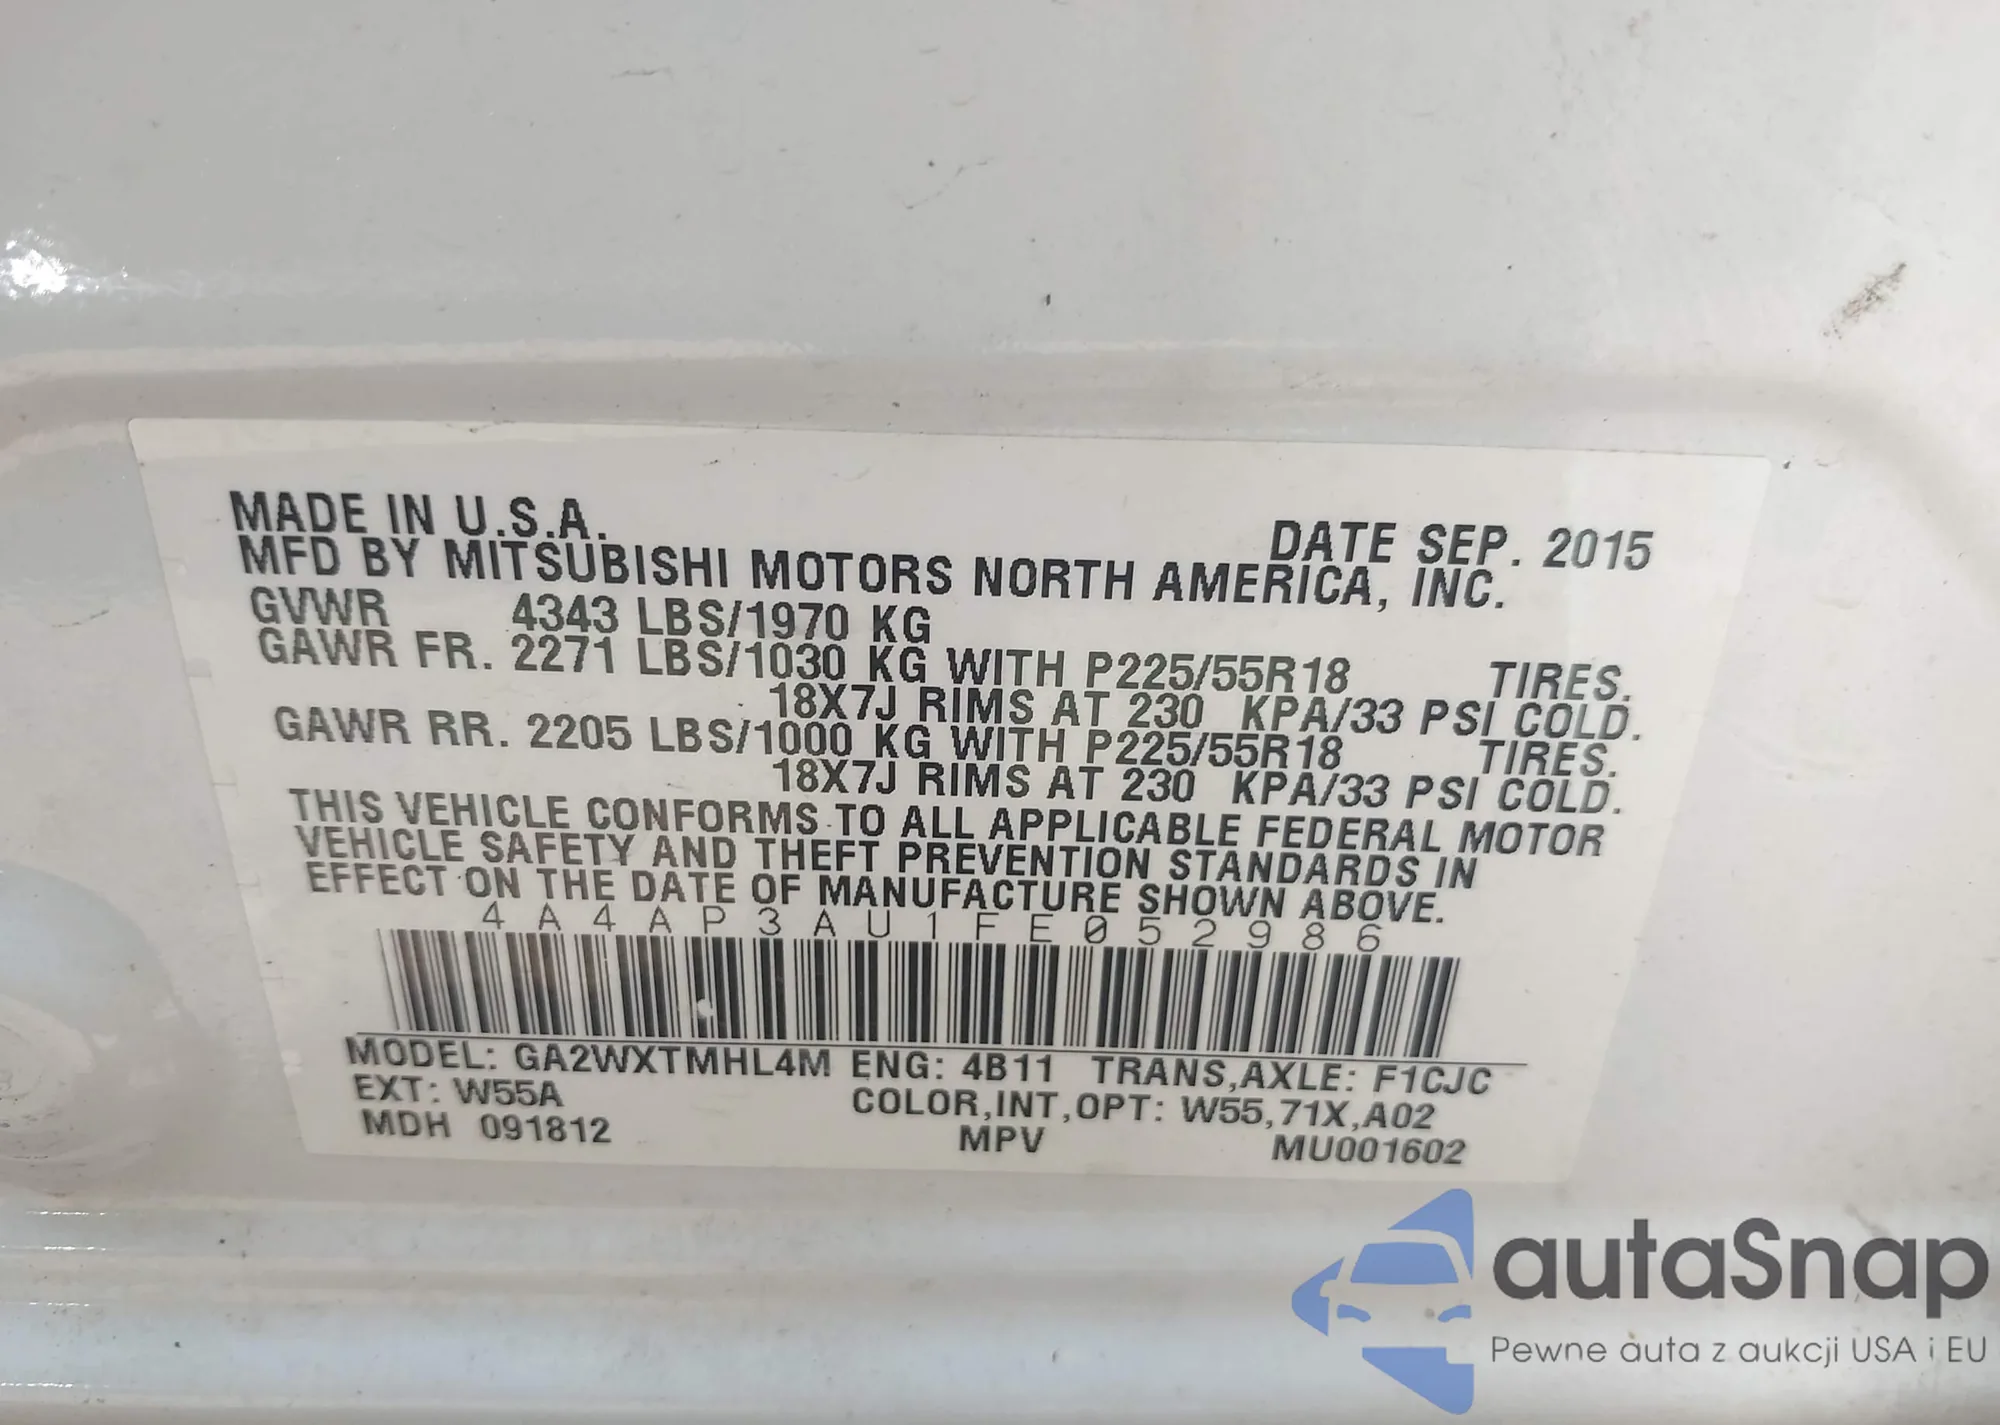 MADE IN U.S.A. DATE SEP. 2015
MFD BY MITSUBISHI MOTORS NORTH AMERICA, INC.
GVWR 4343 LBS/1970 KG
GAWR FR. 2271 LBS/1030 KG WITH P225/55R18 TIRES.
18X7J RIMS AT 230 KPA/33 PSI COLD.
GAWR RR. 2205 LBS/1000 KG WITH P225/55R18 TIRES.
18X7J RIMS AT 230 KPA/33 PSI COLD.
THIS VEHICLE CONFORMS TO ALL APPLICABLE FEDERAL MOTOR
VEHICLE SAFETY AND THEFT PREVENTION STANDARDS IN
EFFECT ON THE DATE OF MANUFACTURE SHOWN ABOVE.
4A4AP3AU1FE052986
MODEL: GA2WXTMHL4M ENG: 4B11 TRANS,AXLE: F1CJC
EXT: W55A COLOR,INT,OPT: W55,71X,A02
MDH 091812 MPV MU001602
autaSnap
Pewne auta z aukcji USA i EU